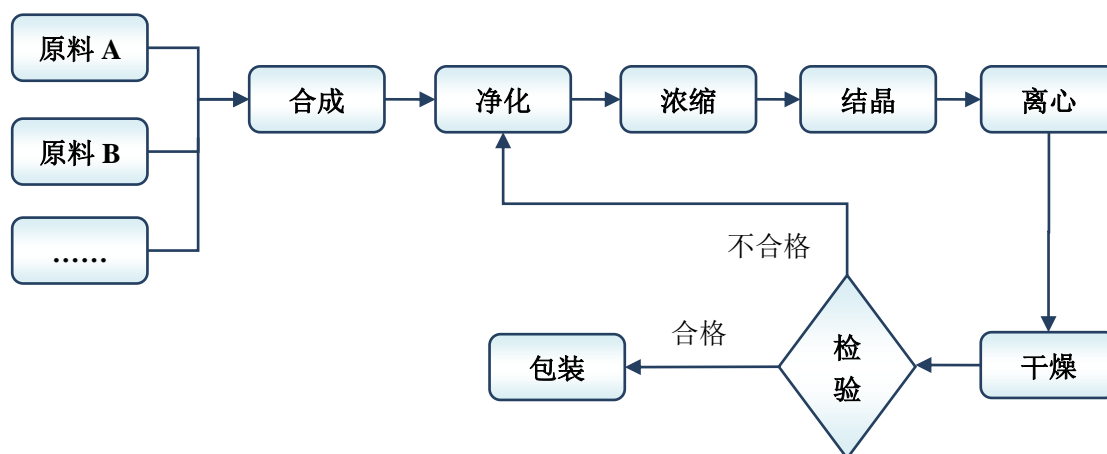 原料 A
原料 B
......
合成
净化
浓缩
结晶
离心
不合格
合格
包装
检
验
干燥